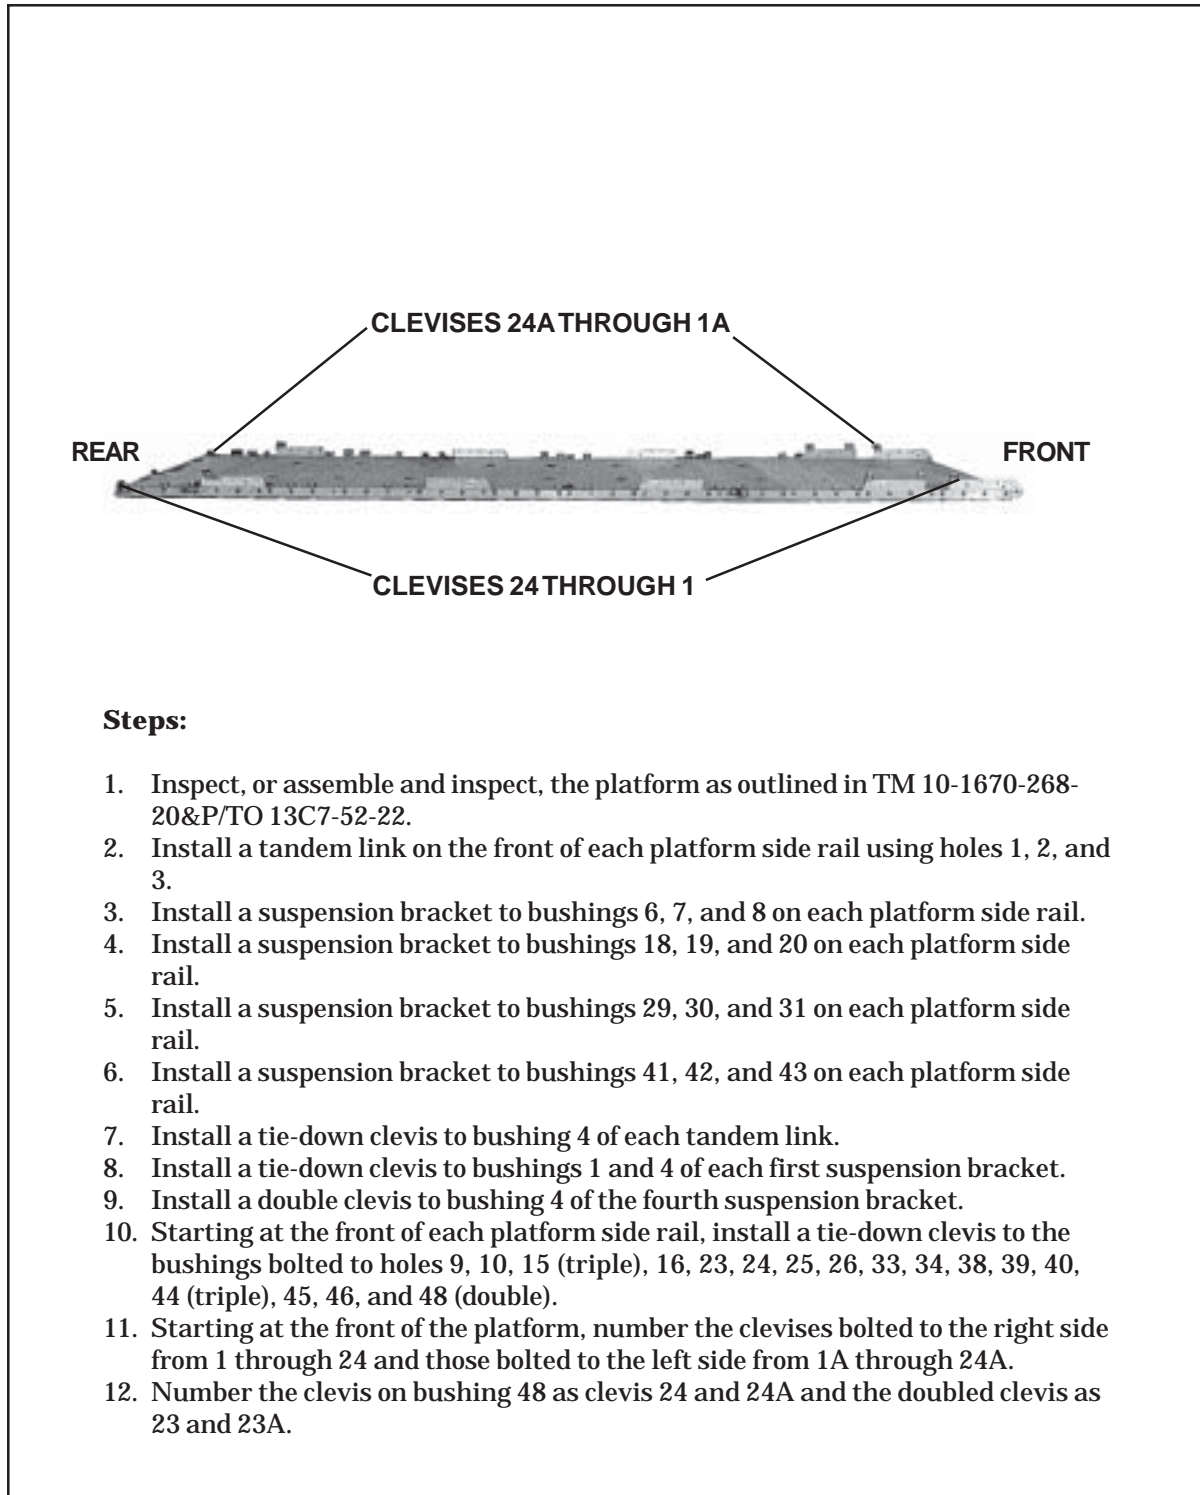 CLEVISES 24A THROUGH 1A
REAR
FRONT
CLEVISES 24 THROUGH 1
Steps:
1. Inspect, or assemble and inspect, the platform as outlined in TM 10-1670-268-
20&P/TO 13C7-52-22.
2. Install a tandem link on the front of each platform side rail using holes 1, 2, and
3.
3. Install a suspension bracket to bushings 6, 7, and 8 on each platform side rail.
4. Install a suspension bracket to bushings 18, 19, and 20 on each platform side
rail.
5. Install a suspension bracket to bushings 29, 30, and 31 on each platform side
rail.
6. Install a suspension bracket to bushings 41, 42, and 43 on each platform side
rail.
7. Install a tie-down clevis to bushing 4 of each tandem link.
8. Install a tie-down clevis to bushings 1 and 4 of each first suspension bracket.
9. Install a double clevis to bushing 4 of the fourth suspension bracket.
10. Starting at the front of each platform side rail, install a tie-down clevis to the
bushings bolted to holes 9, 10, 15 (triple), 16, 23, 24, 25, 26, 33, 34, 38, 39, 40,
44 (triple), 45, 46, and 48 (double).
11. Starting at the front of the platform, number the clevises bolted to the right side
from 1 through 24 and those bolted to the left side from 1A through 24A.
12. Number the clevis on bushing 48 as clevis 24 and 24A and the doubled clevis as
23 and 23A.